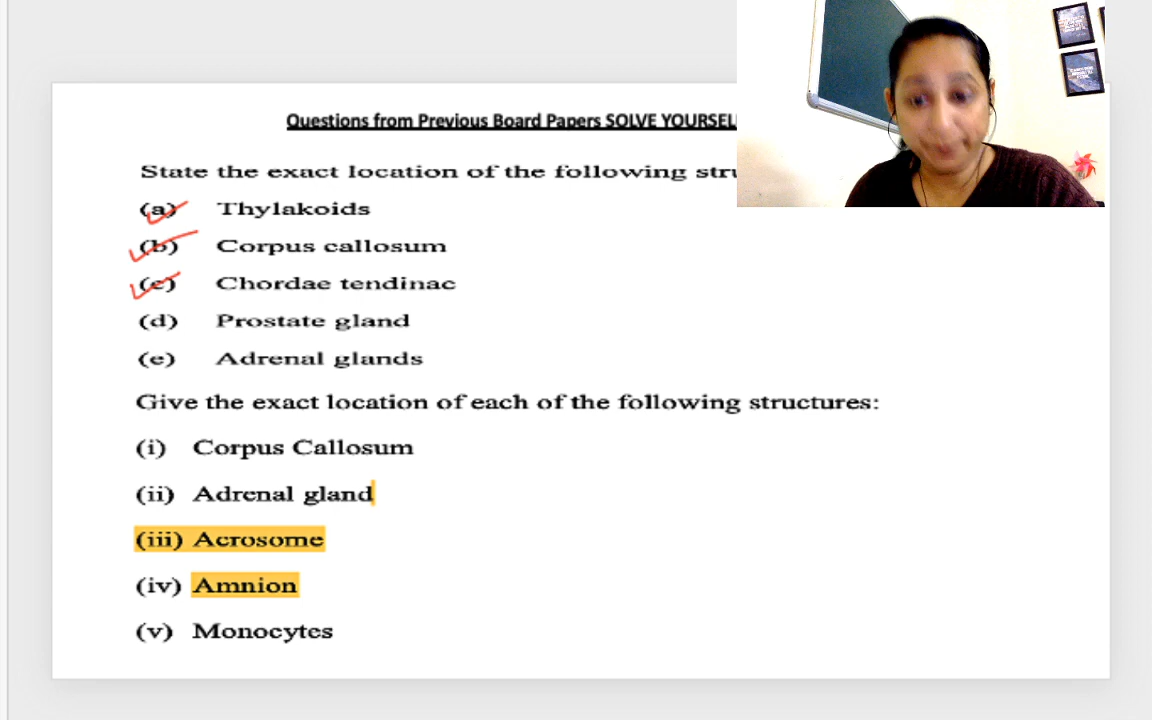 Questions from Previous Board Papers SOLVE
State the exact location of the following
(a) Thylakoids
(b) Corpus callosum
(c) Chordae tendinac
(d) Prostate gland
(e) Adrenal glands
Give the exact location of each of the following structures:
(i) Corpus Callosum
(ii) Adrenal gland
(iii) Acrosome
(iv) Amnion
(v) Monocytes